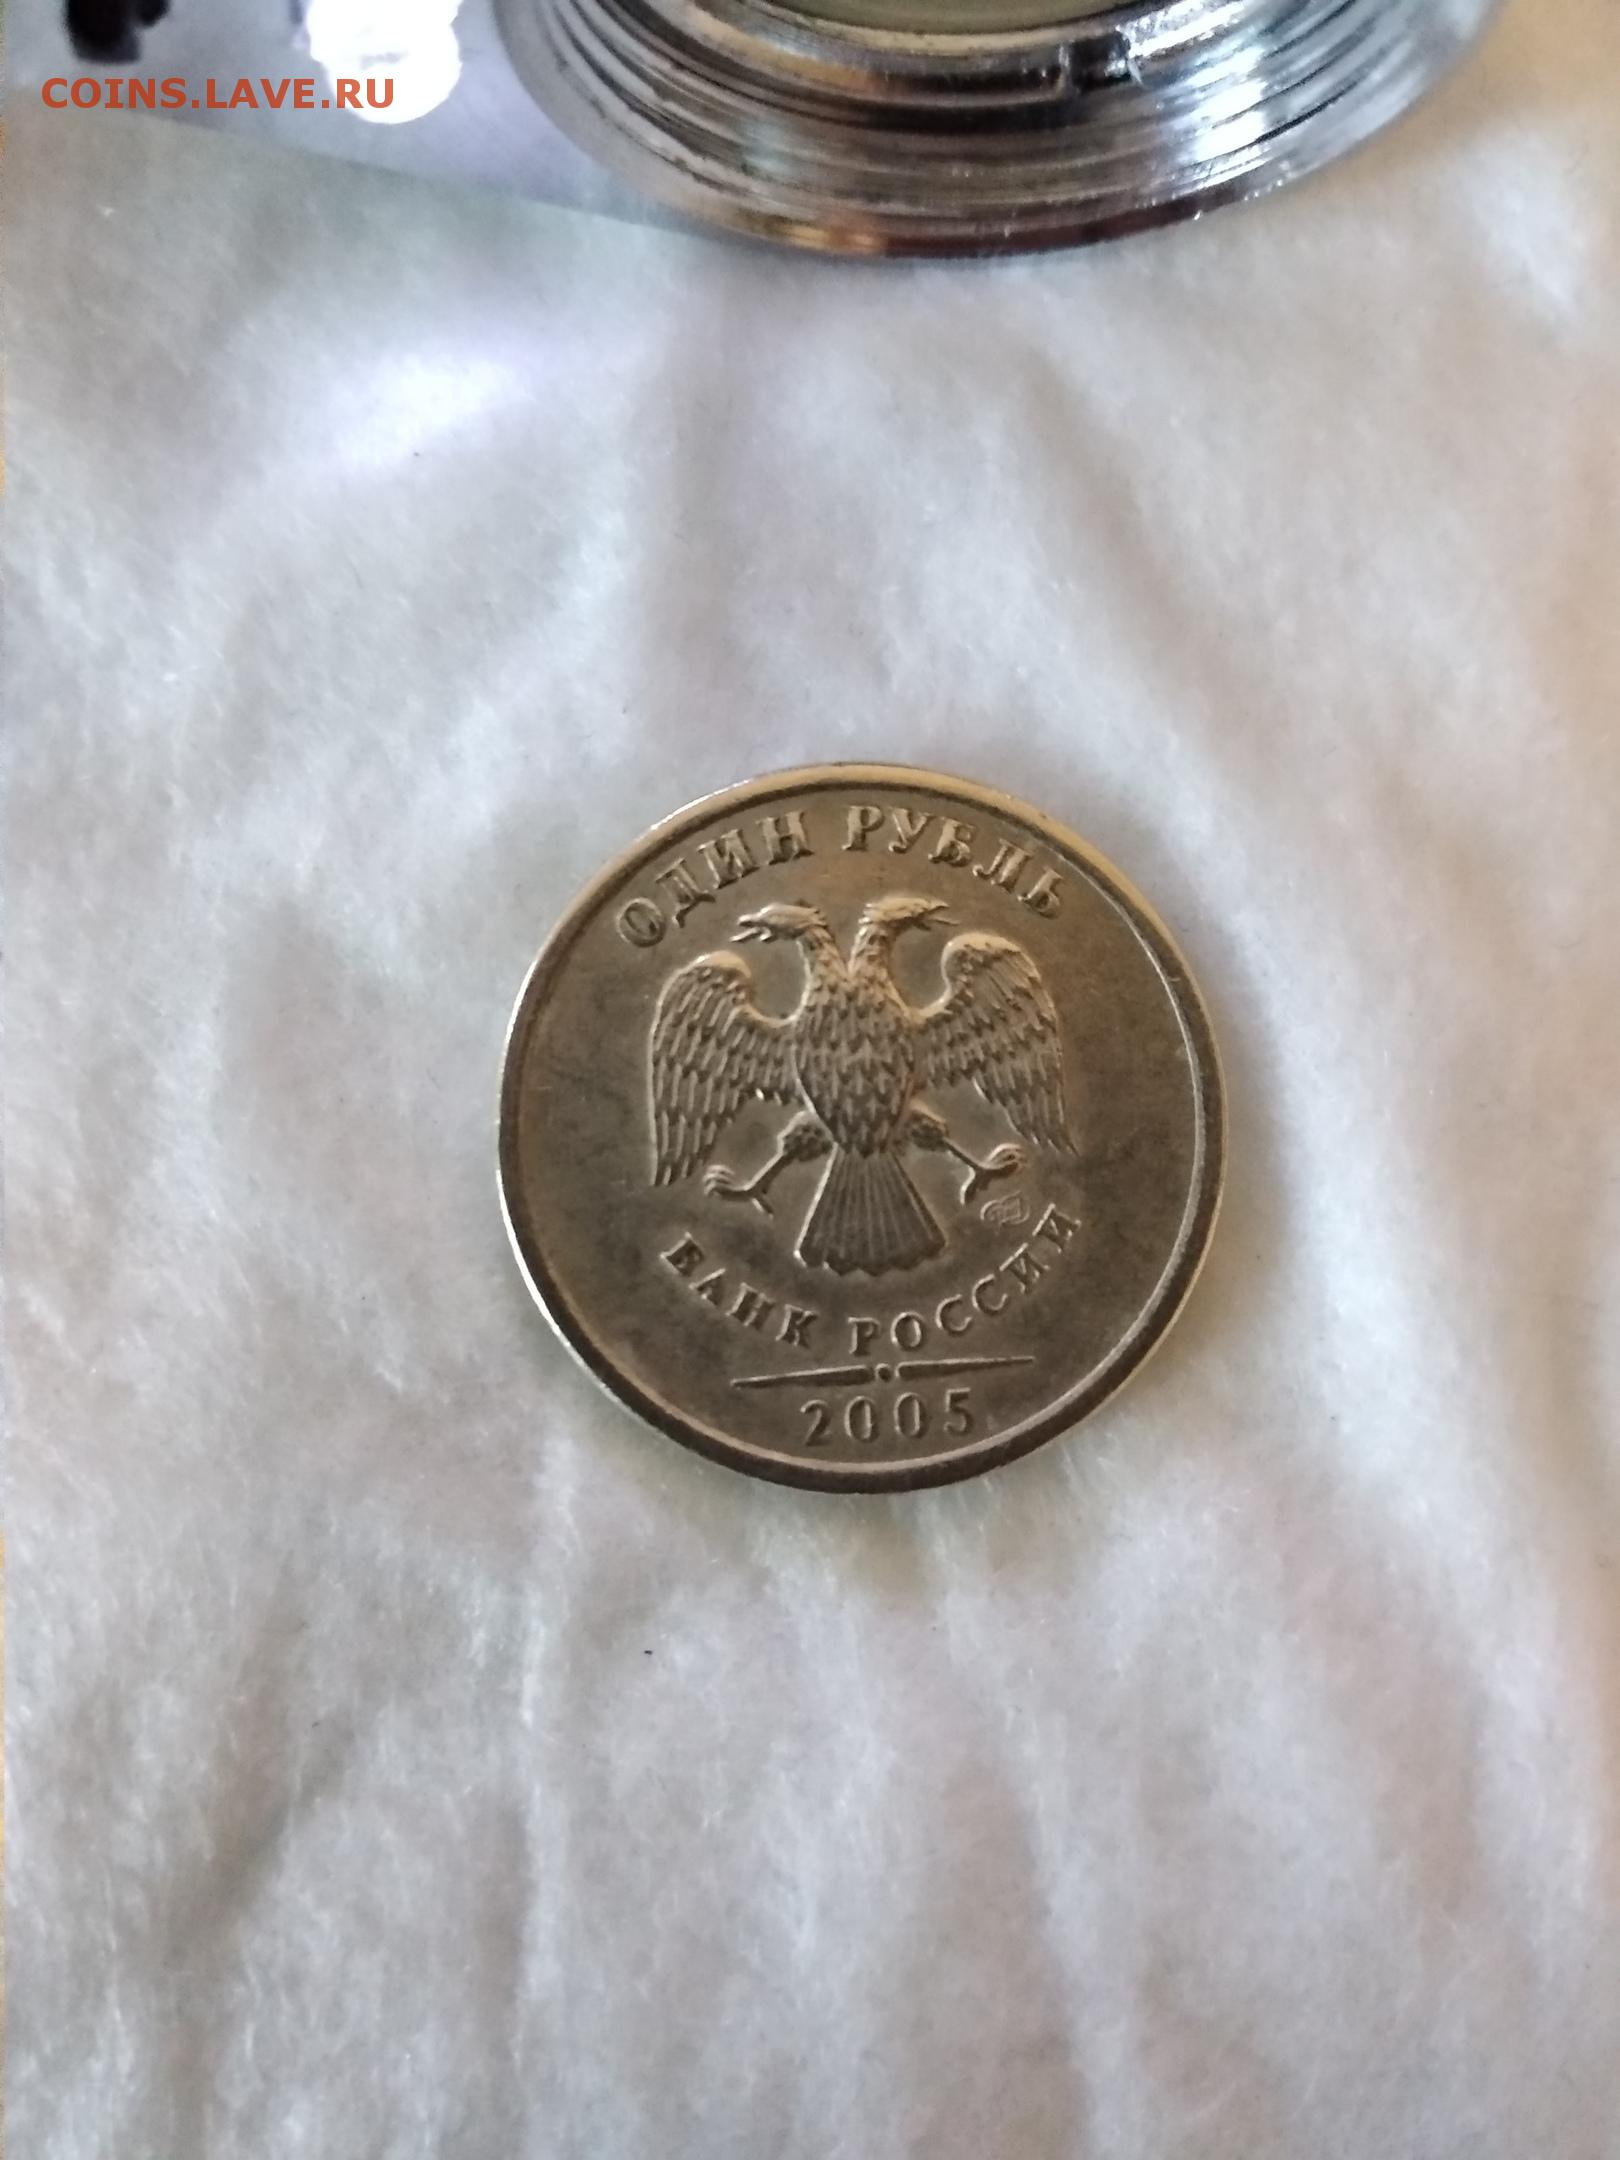 COINS.LAVE.RU
ОДИН РУБЛЬ
БАНК РОССИИ
2005